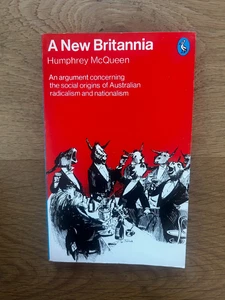 A New Britannia
Humphrey McQueen
An argument concerning
the social origins of Australian
radicalism and nationalism